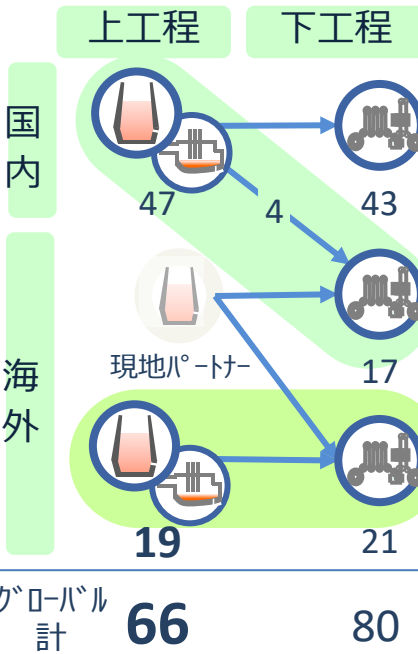 上工程 下工程
国内
47 4 43
現地ﾊﾟｰﾄﾅｰ 17
海外
19 21
ｸﾞﾛｰﾊﾞﾙ
計 66 80